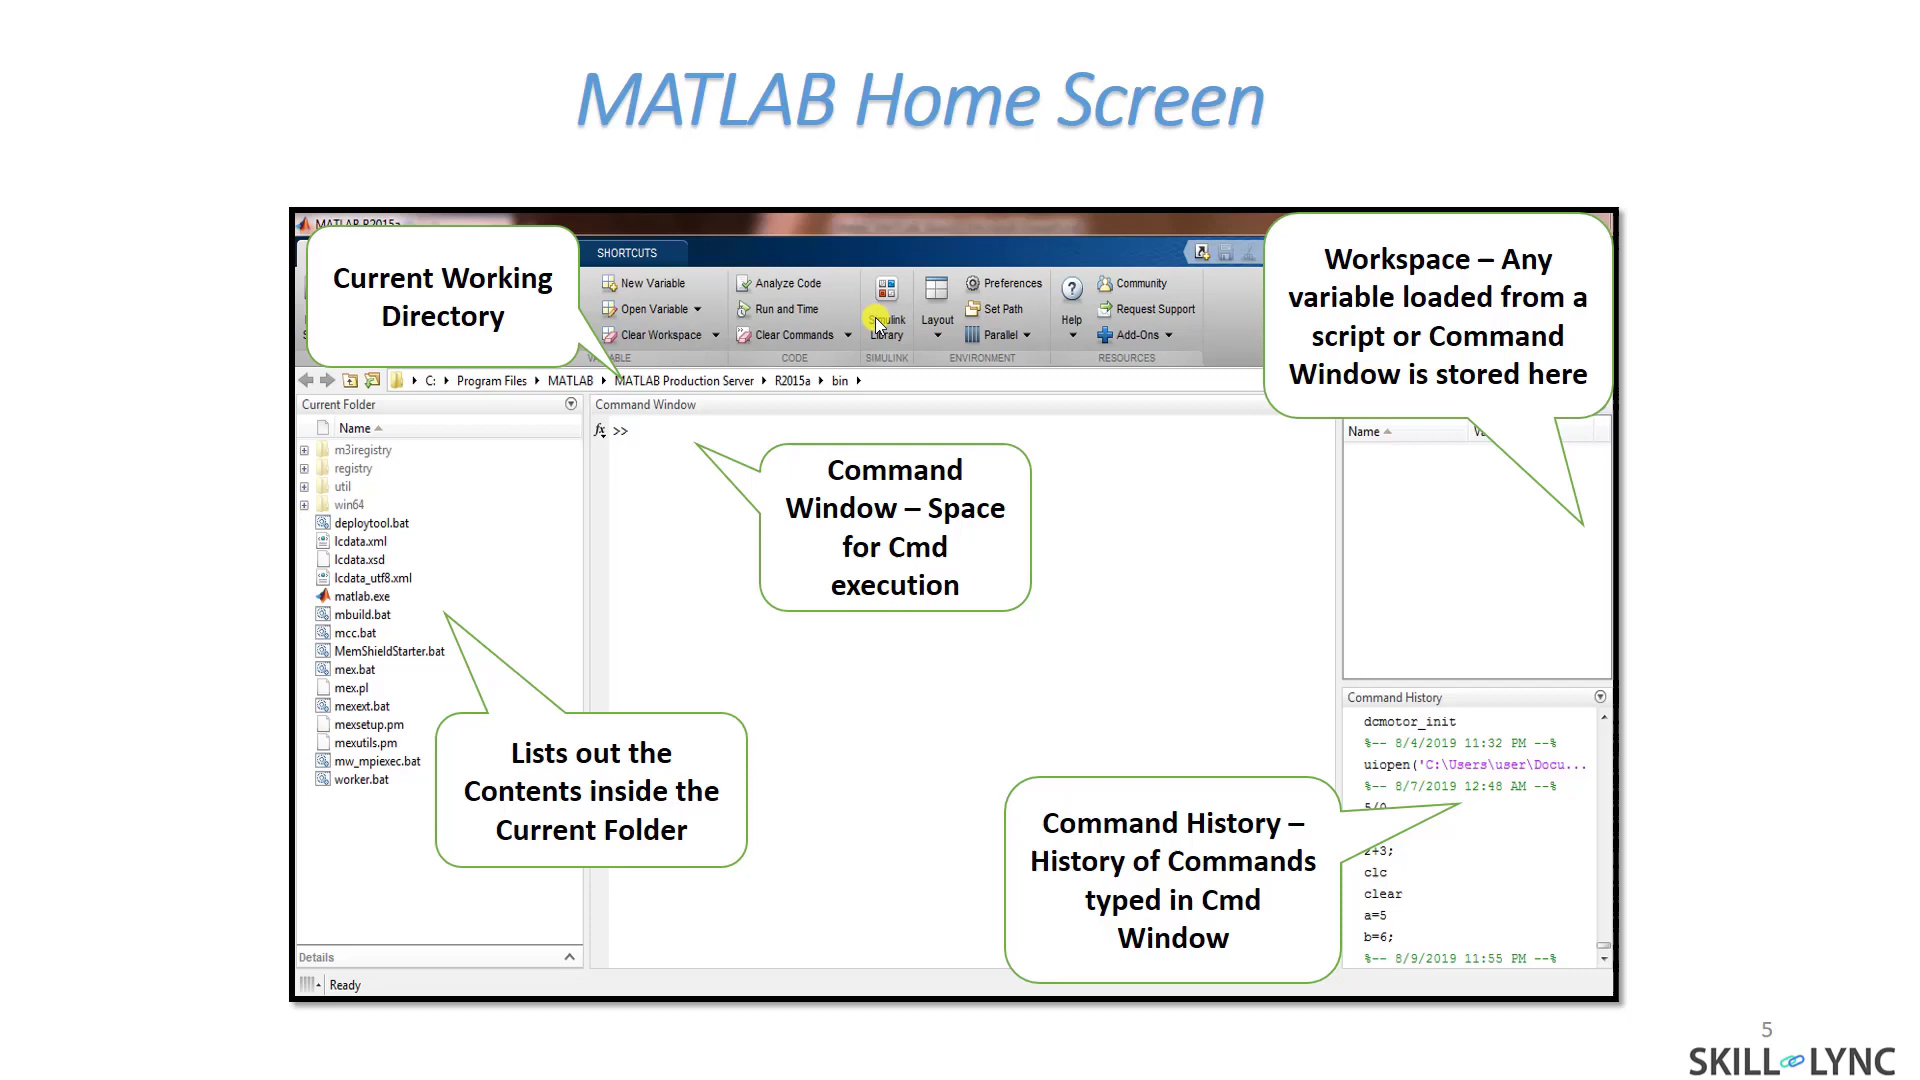 MATLAB Home Screen
MATLAB R2015a
SHORTCUTS
Current Working
Directory
New Variable
Open Variable
Clear Workspace
Analyze Code
Run and Time
Clear Commands
CODE
Simulink
Library
SIMULINK
Layout
Preferences
Set Path
Parallel
ENVIRONMENT
Help
Community
Request Support
Add-Ons
RESOURCES
Workspace – Any
variable loaded from a
script or Command
Window is stored here
C: Program Files MATLAB MATLAB Production Server R2015a bin
Current Folder
Name
m3iregistry
registry
util
win64
deploytool.bat
lcdata.xml
lcdata.xsd
lcdata_utf8.xml
matlab.exe
mbuild.bat
mcc.bat
MemShieldStarter.bat
mex.bat
mex.pl
mexext.bat
mexsetup.pm
mexutils.pm
mw_mpiexec.bat
worker.bat
Lists out the
Contents inside the
Current Folder
Details
Ready
Command Window
fx >>
Command
Window – Space
for Cmd
execution
Name
Command History
dcmotor_init
%-- 8/4/2019 11:32 PM --%
uiopen('C:\Users\user\Docu...
%-- 8/7/2019 12:48 AM --%
5/0
2+3;
clc
clear
a=5
b=6;
%-- 8/9/2019 11:55 PM --%
Command History –
History of Commands
typed in Cmd
Window
5
SKILL LYNC